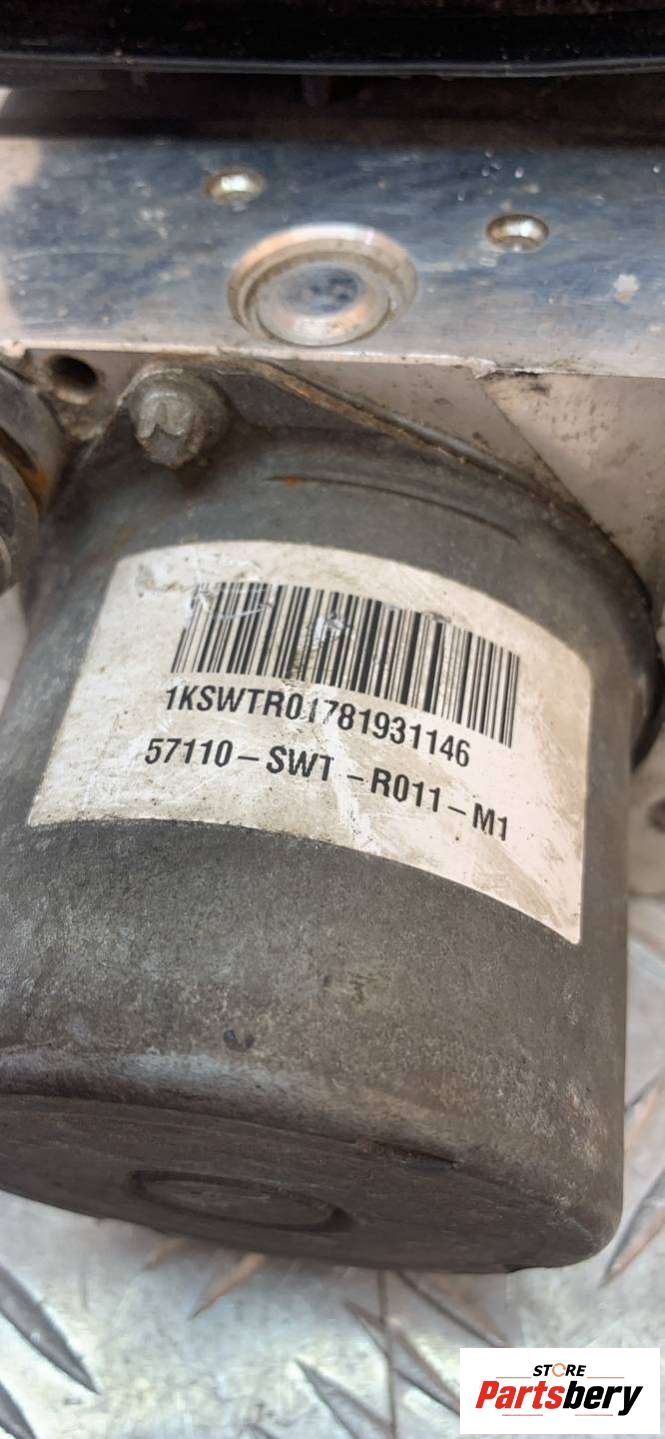 1KSWTR01781931146
57110-SWT-R011-M1
STORE
Partsbery